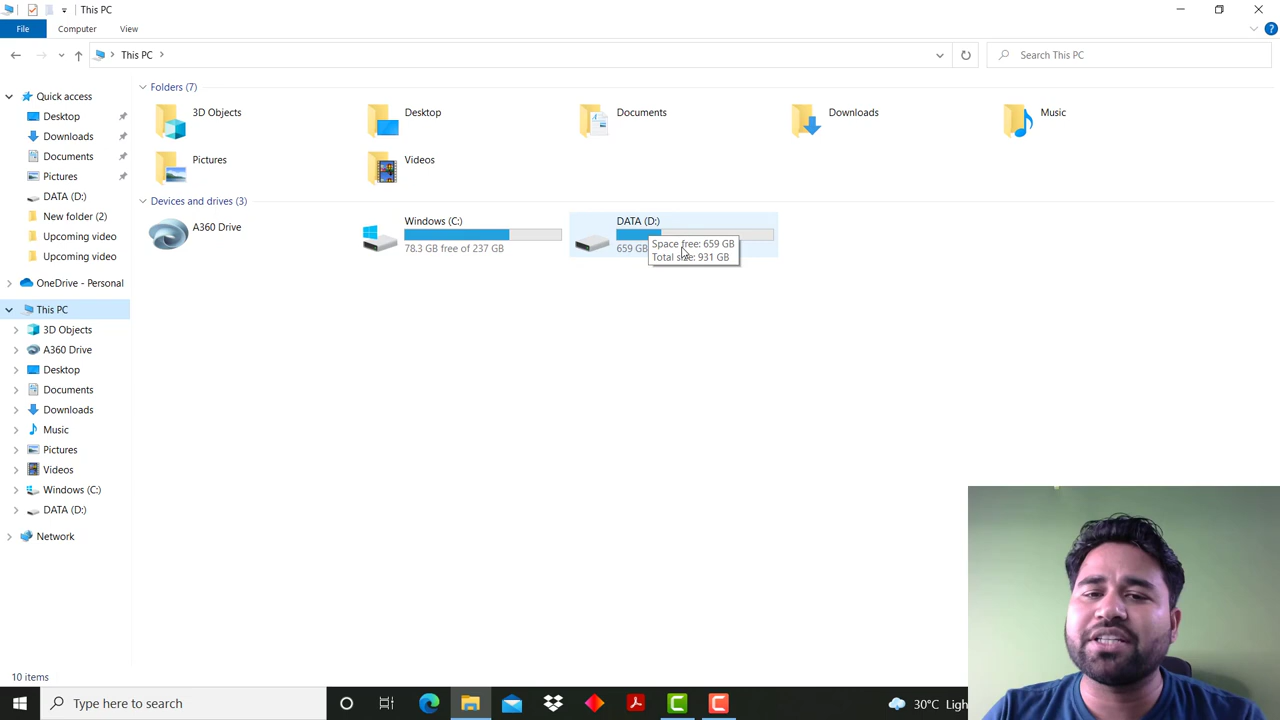 This PC
File
Computer
View
This PC
Search This PC
Quick access
Desktop
Downloads
Documents
Pictures
DATA (D:)
New folder (2)
Upcoming video
Upcoming video
OneDrive - Personal
This PC
3D Objects
A360 Drive
Desktop
Documents
Downloads
Music
Pictures
Videos
Windows (C:)
DATA (D:)
Network
Folders (7)
3D Objects
Desktop
Documents
Downloads
Music
Pictures
Videos
Devices and drives (3)
A360 Drive
Windows (C:)
78.3 GB free of 237 GB
DATA (D:)
659 GB
Space free: 659 GB
Total size: 931 GB
10 items
Type here to search
30°C